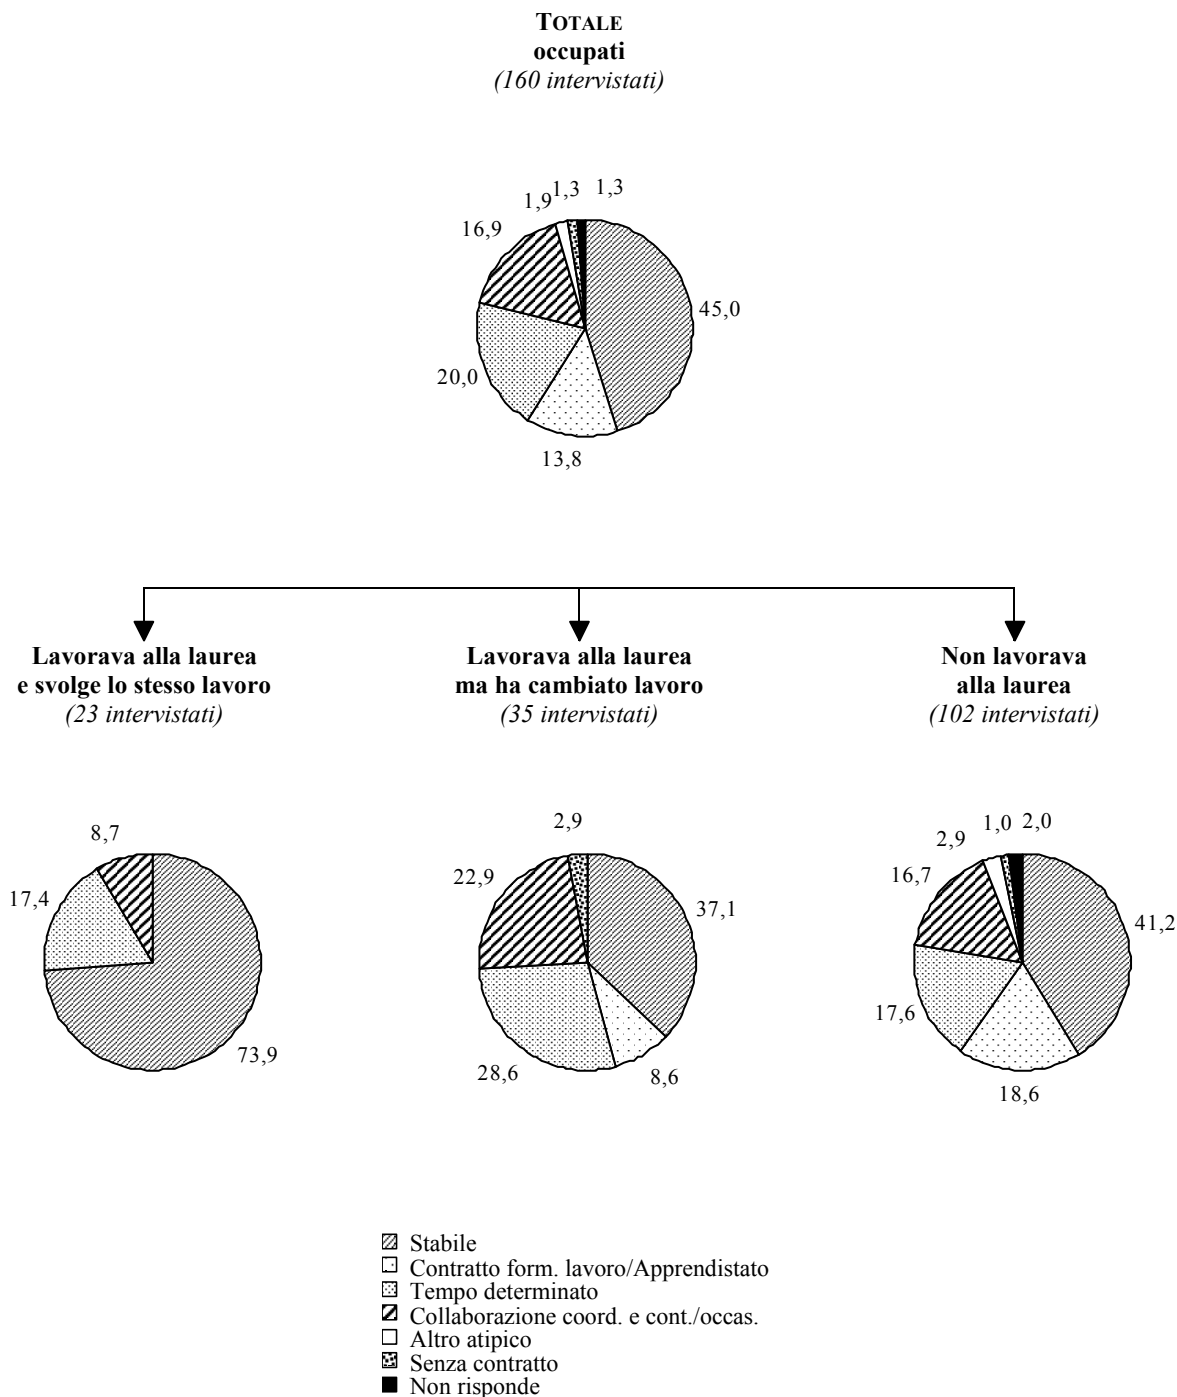 TOTALE
occupati
(160 intervistati)
1,9 1,3 1,3
16,9
45,0
20,0
13,8
Lavorava alla laurea
e svolge lo stesso lavoro
(23 intervistati)
Lavorava alla laurea
ma ha cambiato lavoro
(35 intervistati)
Non lavorava
alla laurea
(102 intervistati)
8,7
17,4
73,9
2,9
22,9
37,1
28,6
8,6
2,9 1,0 2,0
16,7
41,2
17,6
18,6
Stabile
Contratto form. lavoro/Apprendistato
Tempo determinato
Collaborazione coord. e cont./occas.
Altro atipico
Senza contratto
Non risponde